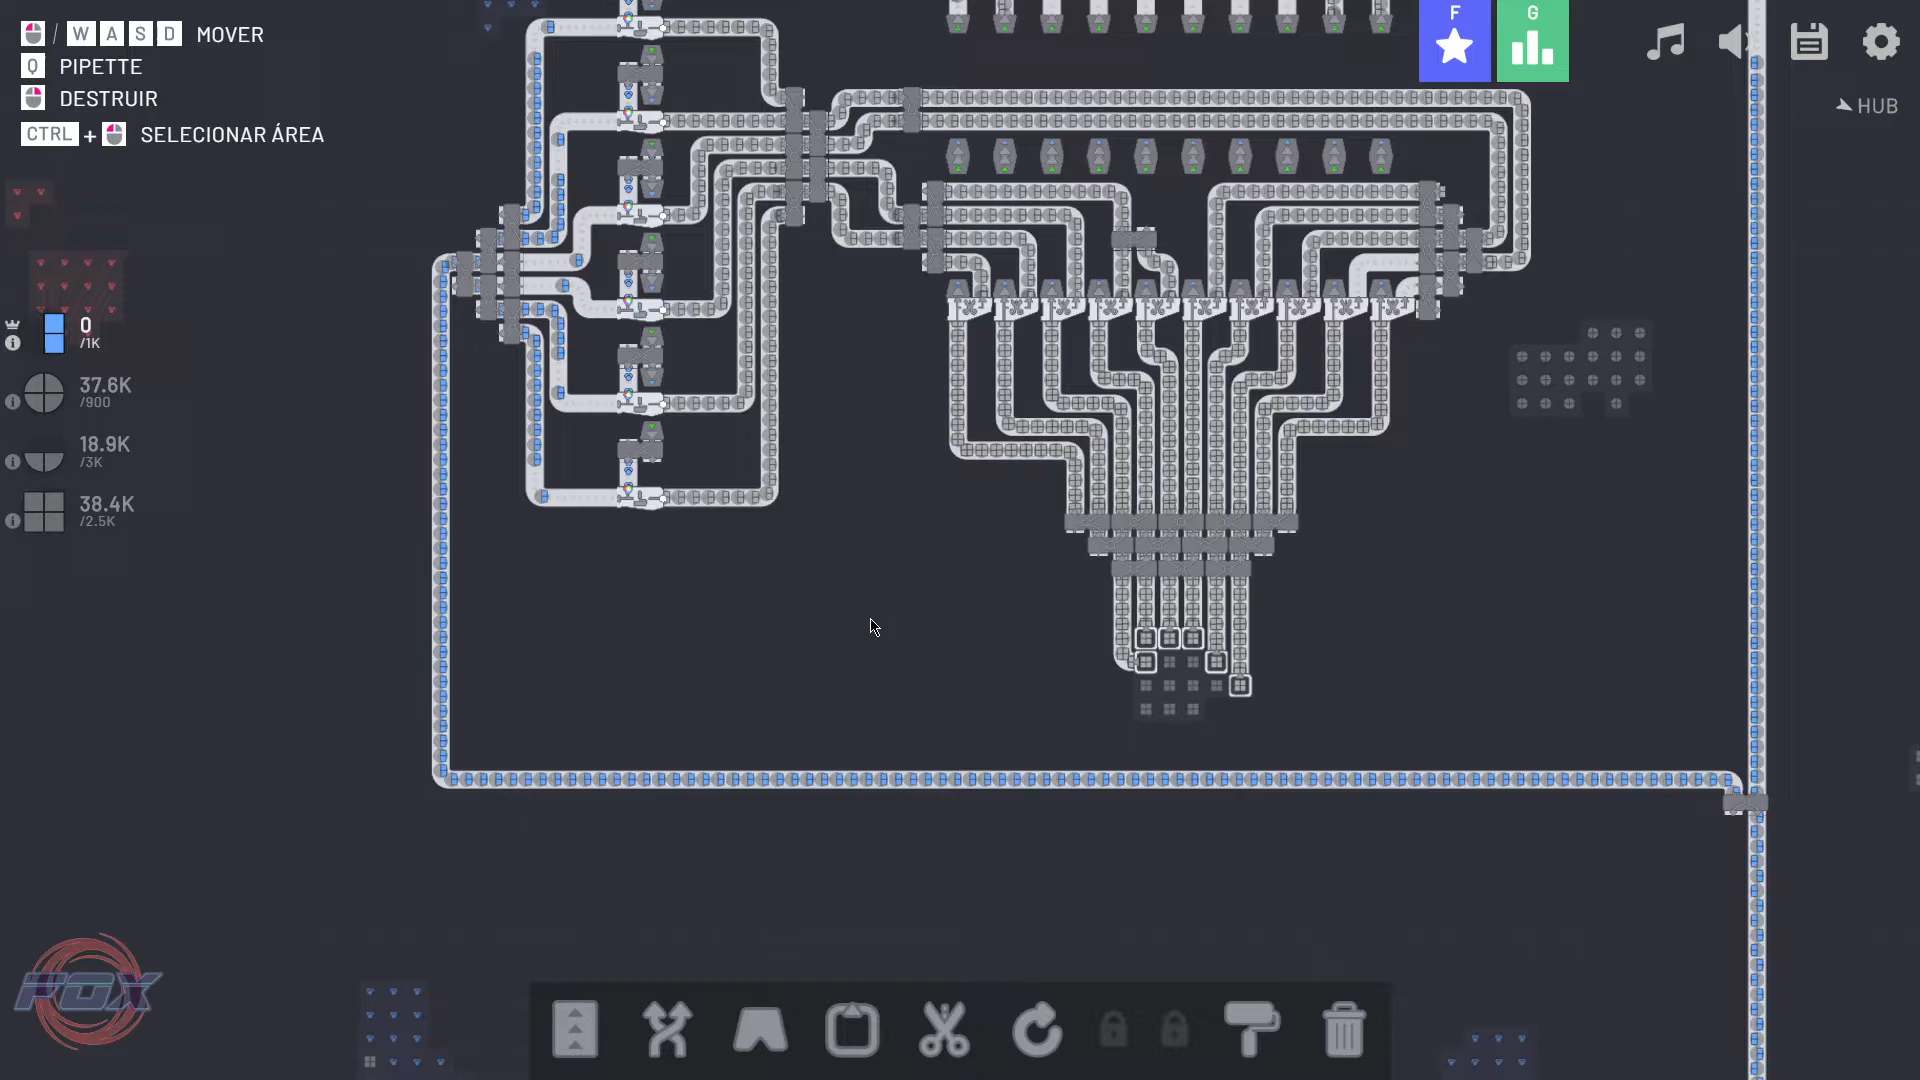 / W A S D MOVER
Q PIPETTE
DESTRUIR
CTRL + SELECIONAR ÁREA
F
G
HUB
0
/1K
37.6K
/900
18.9K
/3K
38.4K
/2.5K
FOX